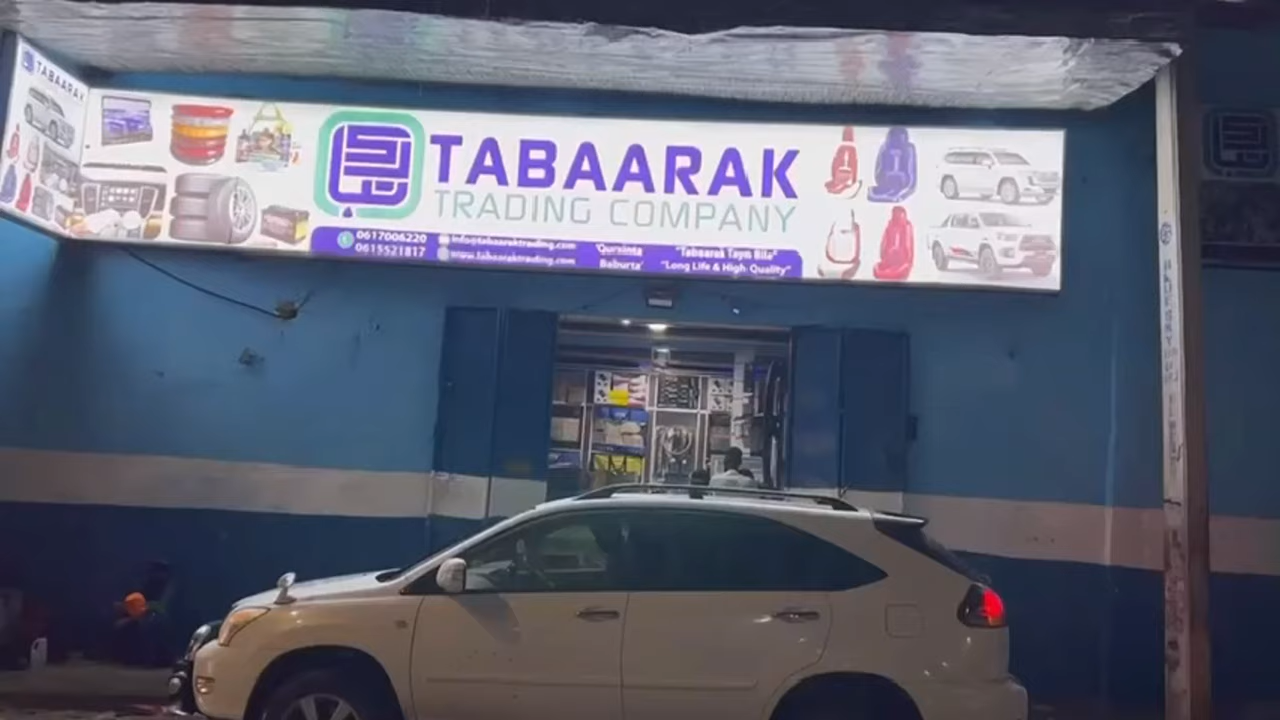 TABAARAK
TABAARAK
TRADING COMPANY
0617006220
0615521817
info@tabaaraktrading.com
www.tabaaraktrading.com
'Qurxinta
Baburta'
"Tabaarak Tayo Bila"
"Long Life & High Quality"